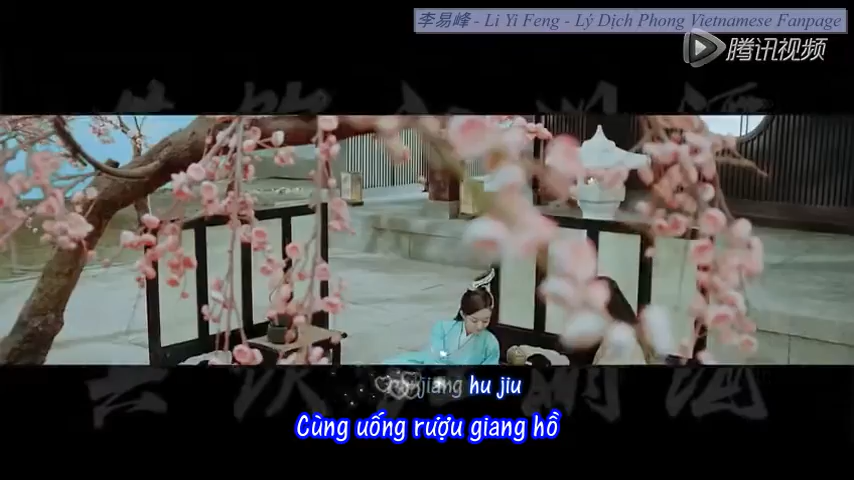 李易峰 - Li Yi Feng - Lý Dịch Phong Vietnamese Fanpage
腾讯视频
jiang hu jiu
Cùng uống rượu giang hồ